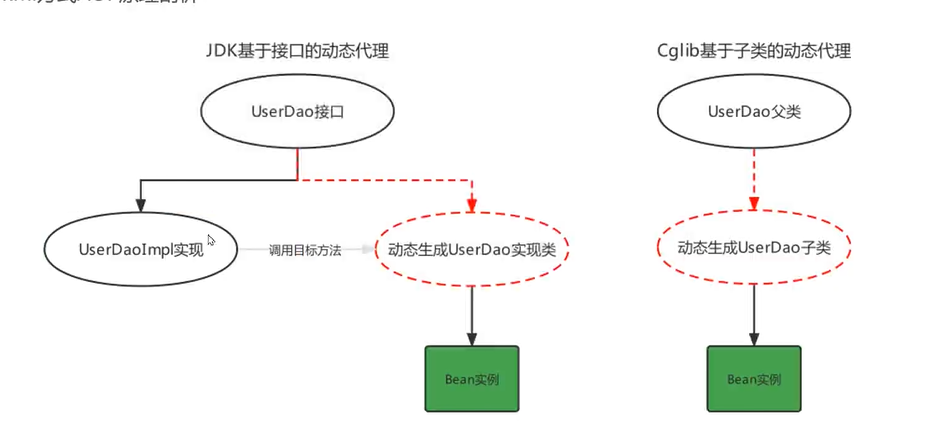 JDK基于接口的动态代理
Cglib基于子类的动态代理
UserDao接口
UserDao父类
UserDaoImpl实现
调用目标方法
动态生成UserDao实现类
动态生成UserDao子类
Bean实例
Bean实例